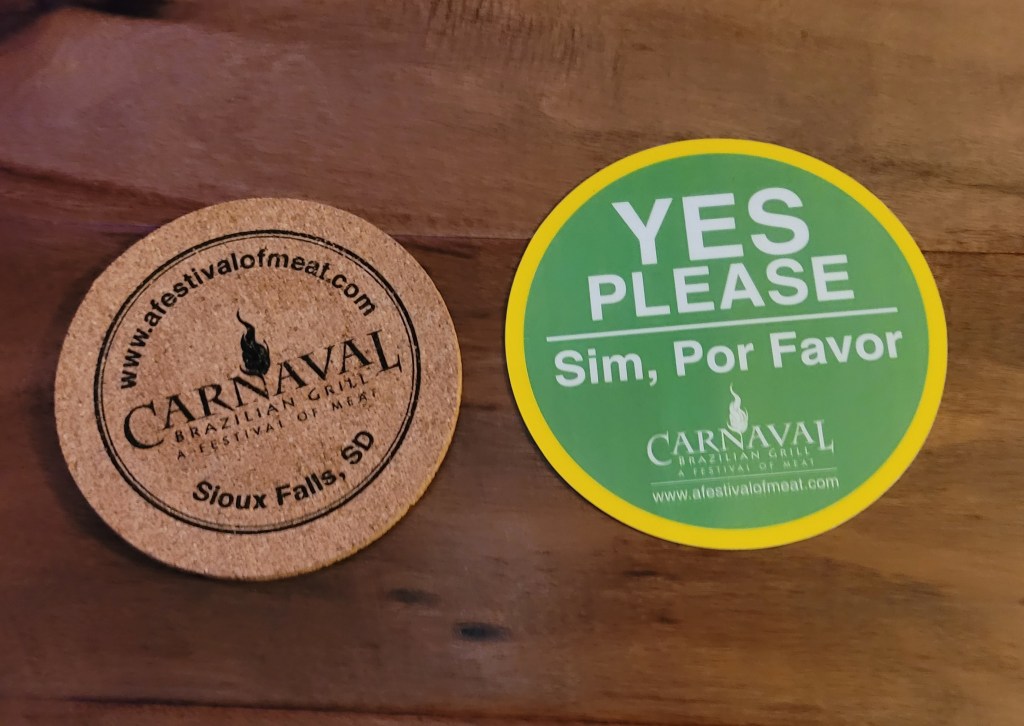 www.afestivalofmeat.com
CARNAVAL
BRAZILIAN GRILL
A FESTIVAL OF MEAT
Sioux Falls, SD
YES
PLEASE
Sim, Por Favor
CARNAVAL
BRAZILIAN GRILL
A FESTIVAL OF MEAT
www.afestivalofmeat.com